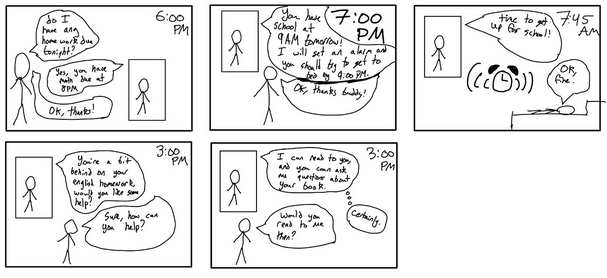 6:00
PM
do I
have any
homework due
tonight?
Yes, you have
math due at
8PM
OK, thanks!
7:00
PM
You have
school at
9AM tomorrow!
I will set an alarm and
you should try to get to
bed by 9:00 PM.
OK, thanks buddy!
7:45
AM
time to get
up for school!
OK,
fine.
3:00
PM
You're a bit
behind on your
english homework,
would you like some
help?
Sure, how can
you help?
3:00
PM
I can read to you,
and you can ask
me questions about
your book.
Would you
read to me
then?
Certainly.